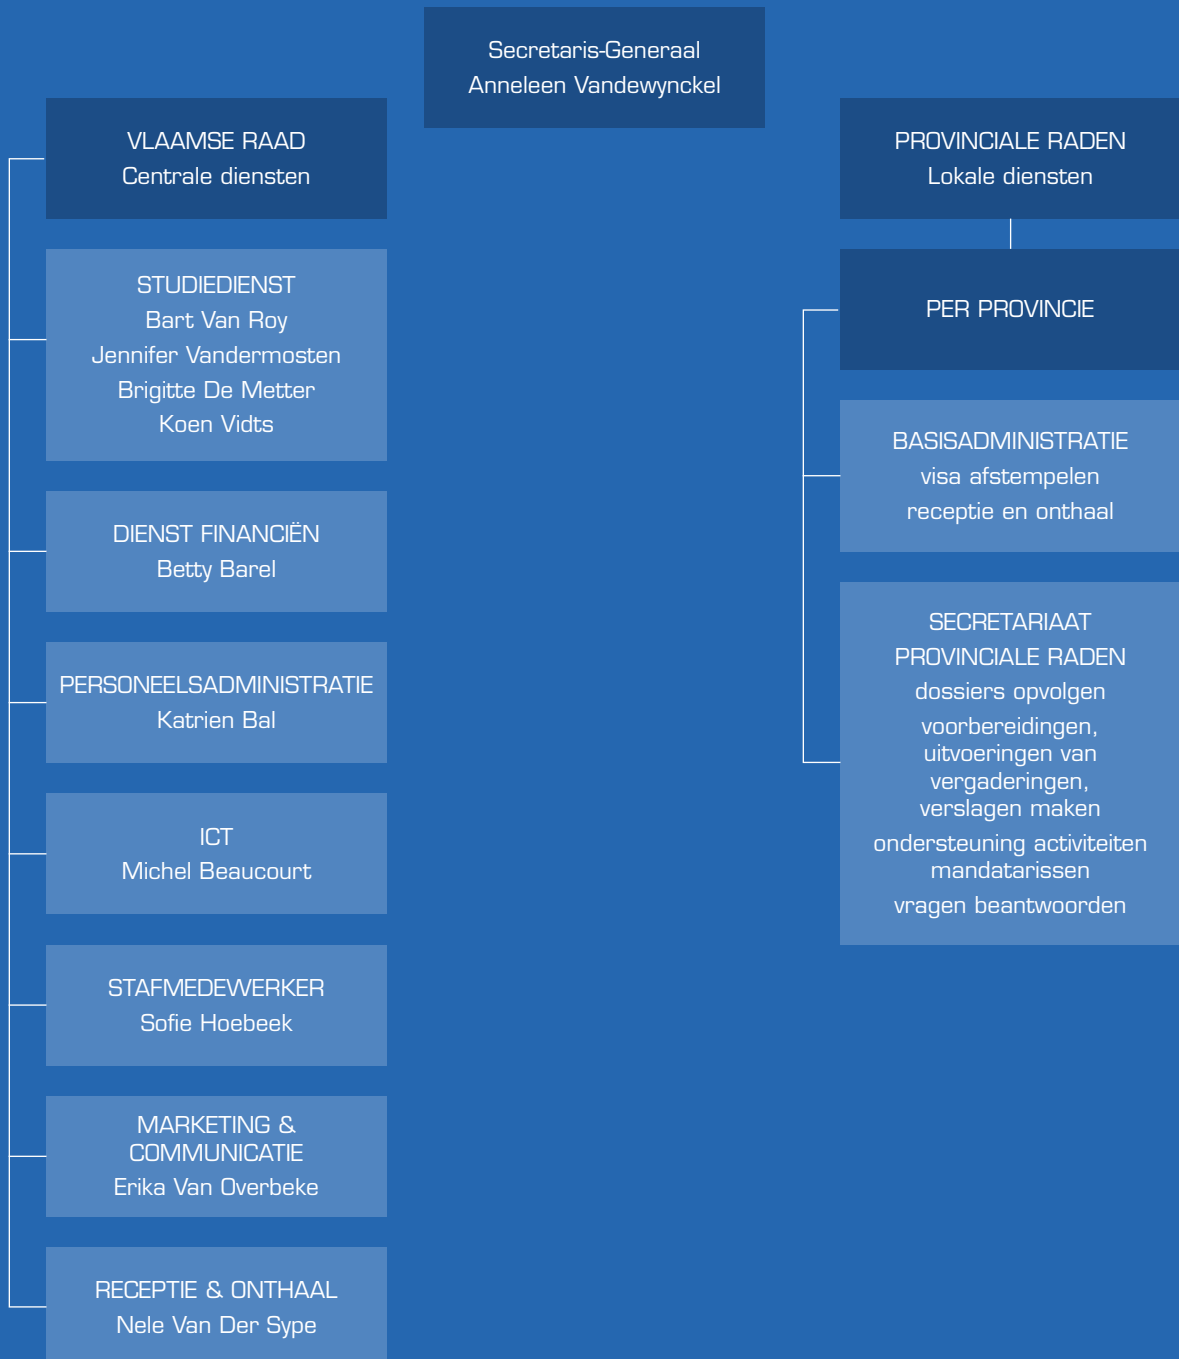 Secretaris-Generaal
Anneleen Vandewynckel
VLAAMSE RAAD
Centrale diensten
STUDIEDIENST
Bart Van Roy
Jennifer Vandermosten
Brigitte De Metter
Koen Vidts
DIENST FINANCIËN
Betty Barel
PERSONEELSADMINISTRATIE
Katrien Bal
ICT
Michel Beaucourt
STAFMEDEWERKER
Sofie Hoebeek
MARKETING &
COMMUNICATIE
Erika Van Overbeke
RECEPTIE & ONTHAAL
Nele Van Der Sype
PROVINCIALE RADEN
Lokale diensten
PER PROVINCIE
BASISADMINISTRATIE
visa afstempelen
receptie en onthaal
SECRETARIAAT
PROVINCIALE RADEN
dossiers opvolgen
voorbereidingen,
uitvoeringen van
vergaderingen,
verslagen maken
ondersteuning activiteiten
mandatarissen
vragen beantwoorden